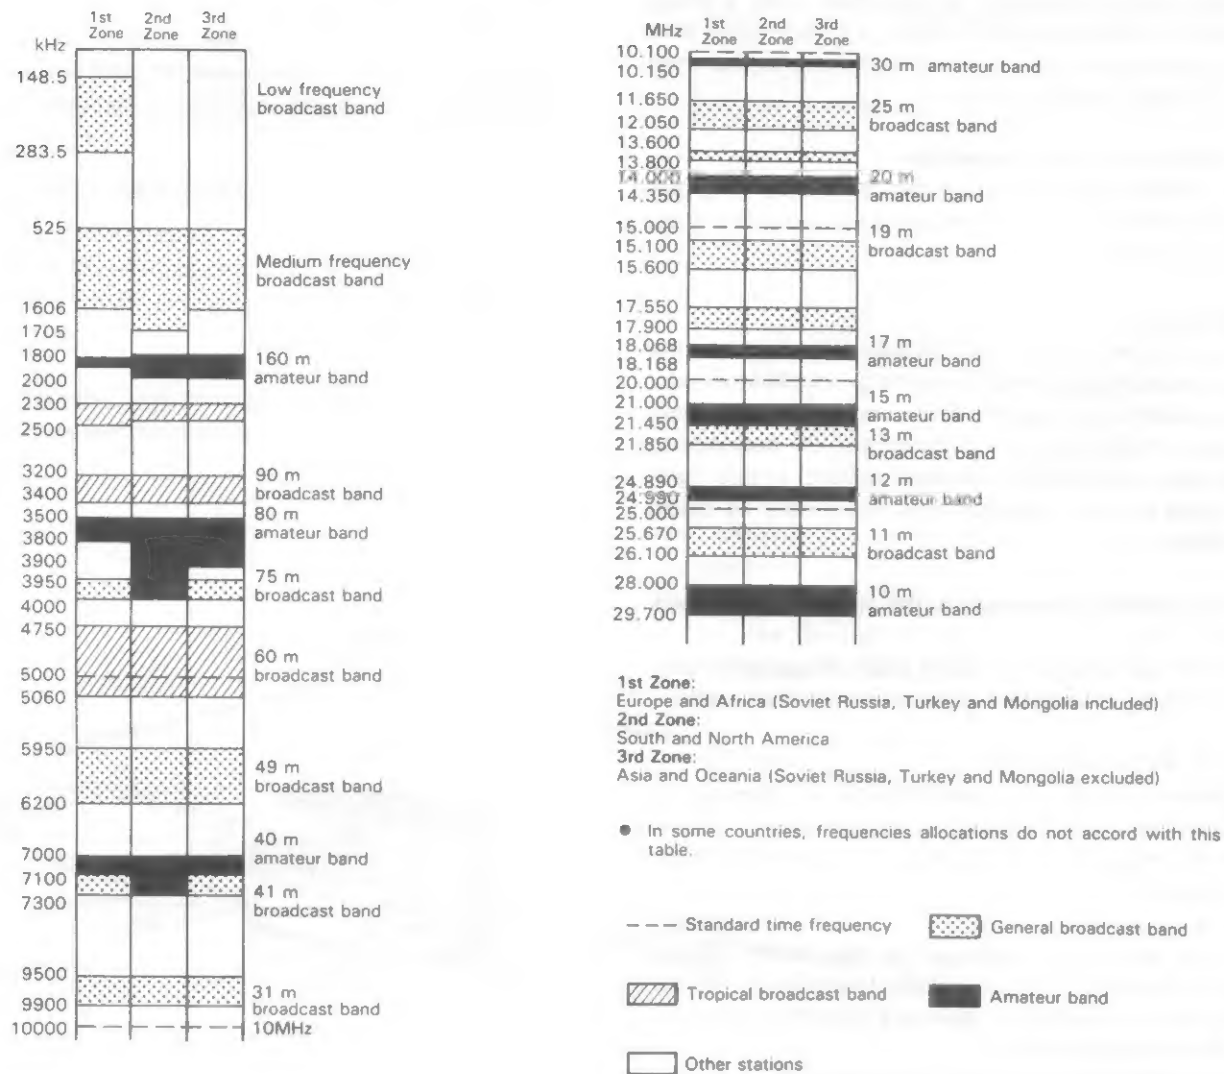 1st Zone
2nd Zone
3rd Zone
kHz
148.5
Low frequency
broadcast band
283.5
525
Medium frequency
broadcast band
1606
1705
1800
160 m
amateur band
2000
2300
2500
3200
90 m
broadcast band
3400
3500
80 m
amateur band
3800
3900
3950
75 m
broadcast band
4000
4750
60 m
broadcast band
5000
5060
5950
49 m
broadcast band
6200
40 m
amateur band
7000
7100
41 m
broadcast band
7300
9500
31 m
broadcast band
9900
10000
10MHz
1st Zone
2nd Zone
3rd Zone
MHz
10.100
10.150
30 m amateur band
11.650
25 m
broadcast band
12.050
13.600
13.800
14.000
20 m
amateur band
14.350
15.000
19 m
broadcast band
15.100
15.600
17.550
17.900
18.068
17 m
amateur band
18.168
20.000
21.000
15 m
amateur band
21.450
13 m
broadcast band
21.850
24.890
12 m
amateur band
24.990
25.000
25.670
11 m
broadcast band
26.100
28.000
10 m
amateur band
29.700
1st Zone:
Europe and Africa (Soviet Russia, Turkey and Mongolia included)
2nd Zone:
South and North America
3rd Zone:
Asia and Oceania (Soviet Russia, Turkey and Mongolia excluded)
● In some countries, frequencies allocations do not accord with this
table.
Standard time frequency
General broadcast band
Tropical broadcast band
Amateur band
Other stations